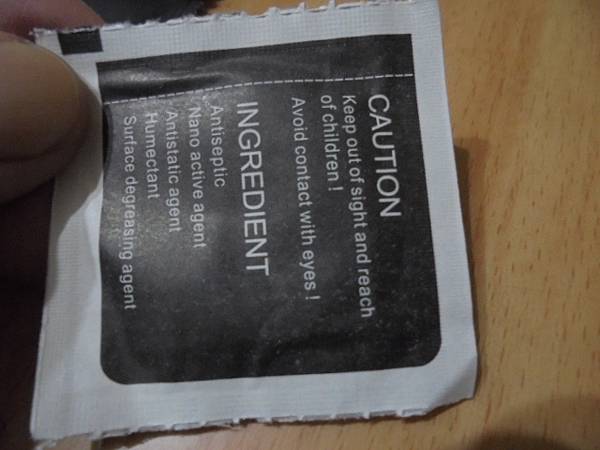 CAUTION
Keep out of sight and reach
of children !
Avoid contact with eyes !
INGREDIENT
Antiseptic
Nano active agent
Antistatic agent
Humectant
Surface degreasing agent